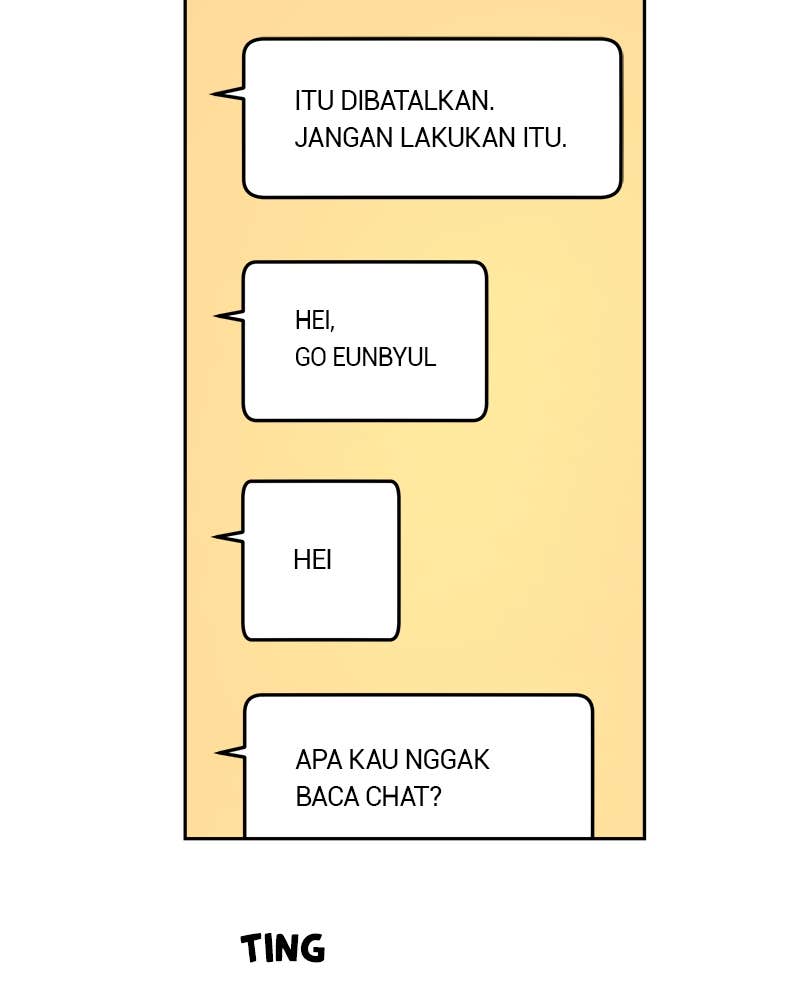 ITU DIBATALKAN.
JANGAN LAKUKAN ITU.
HEI,
GO EUNBYUL
HEI
APA KAU NGGAK
BACA CHAT?
TING